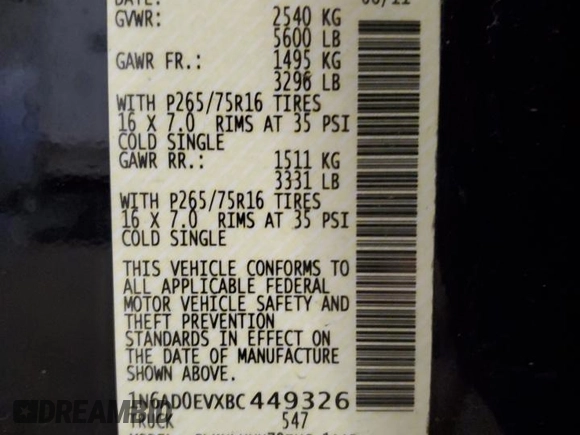 DATE:
GVWR: 2540 KG
5600 LB
GAWR FR.: 1495 KG
3296 LB
WITH P265/75R16 TIRES
16 X 7.0 RIMS AT 35 PSI
COLD SINGLE
GAWR RR.: 1511 KG
3331 LB
WITH P265/75R16 TIRES
16 X 7.0 RIMS AT 35 PSI
COLD SINGLE
THIS VEHICLE CONFORMS TO
ALL APPLICABLE FEDERAL
MOTOR VEHICLE SAFETY AND
THEFT PREVENTION
STANDARDS IN EFFECT ON
THE DATE OF MANUFACTURE
SHOWN ABOVE.
1N6AD0EVXBC449326
TRUCK 547
DREAMBID